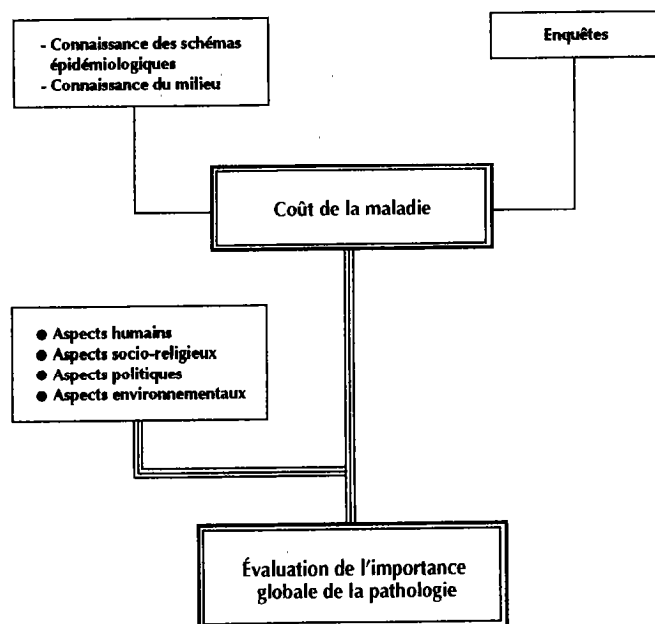 - Connaissance des schémas
épidémiologiques
- Connaissance du milieu
Enquêtes
Coût de la maladie
● Aspects humains
● Aspects socio-religieux
● Aspects politiques
● Aspects environnementaux
Évaluation de l'importance
globale de la pathologie